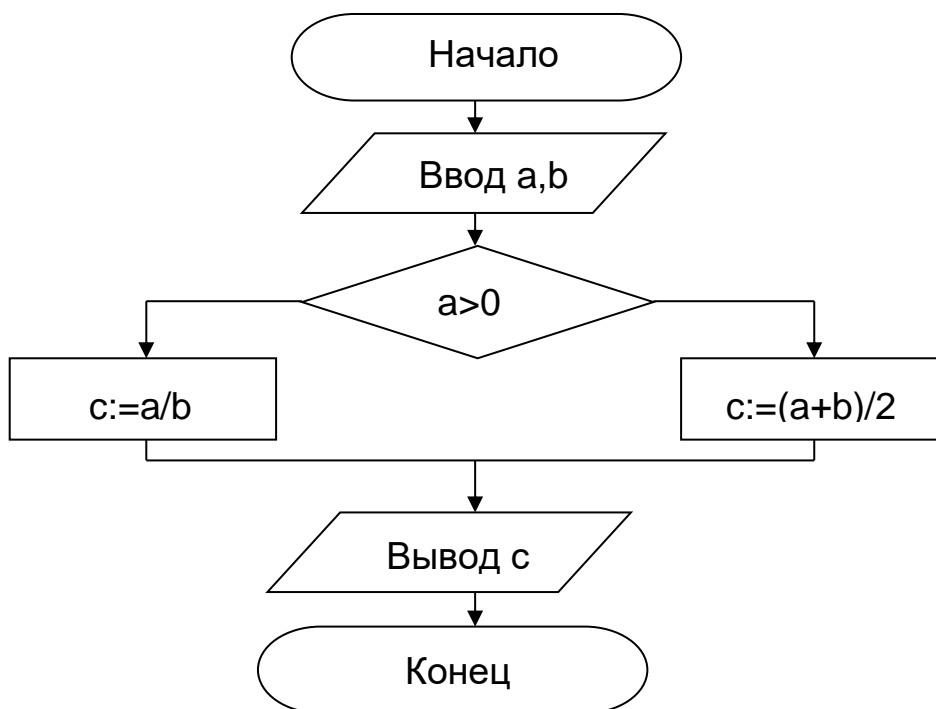 Начало
Ввод a,b
a>0
c:=a/b
c:=(a+b)/2
Вывод c
Конец